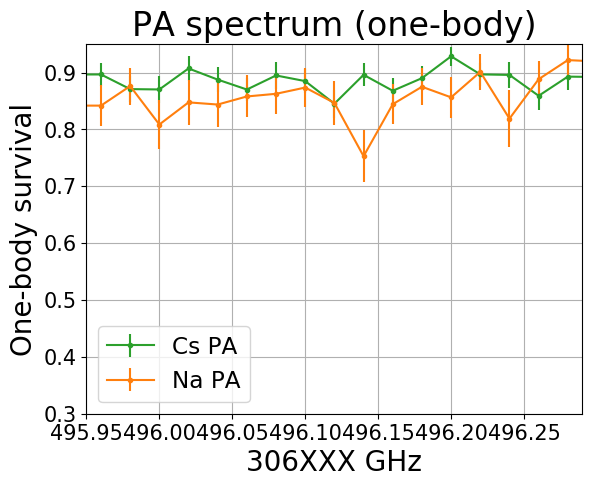 PA spectrum (one-body)
One-body survival
0.9
0.8
0.7
0.6
0.5
0.4
0.3
Cs PA
Na PA
495.95496.00496.05496.10496.15496.20496.25
306XXX GHz